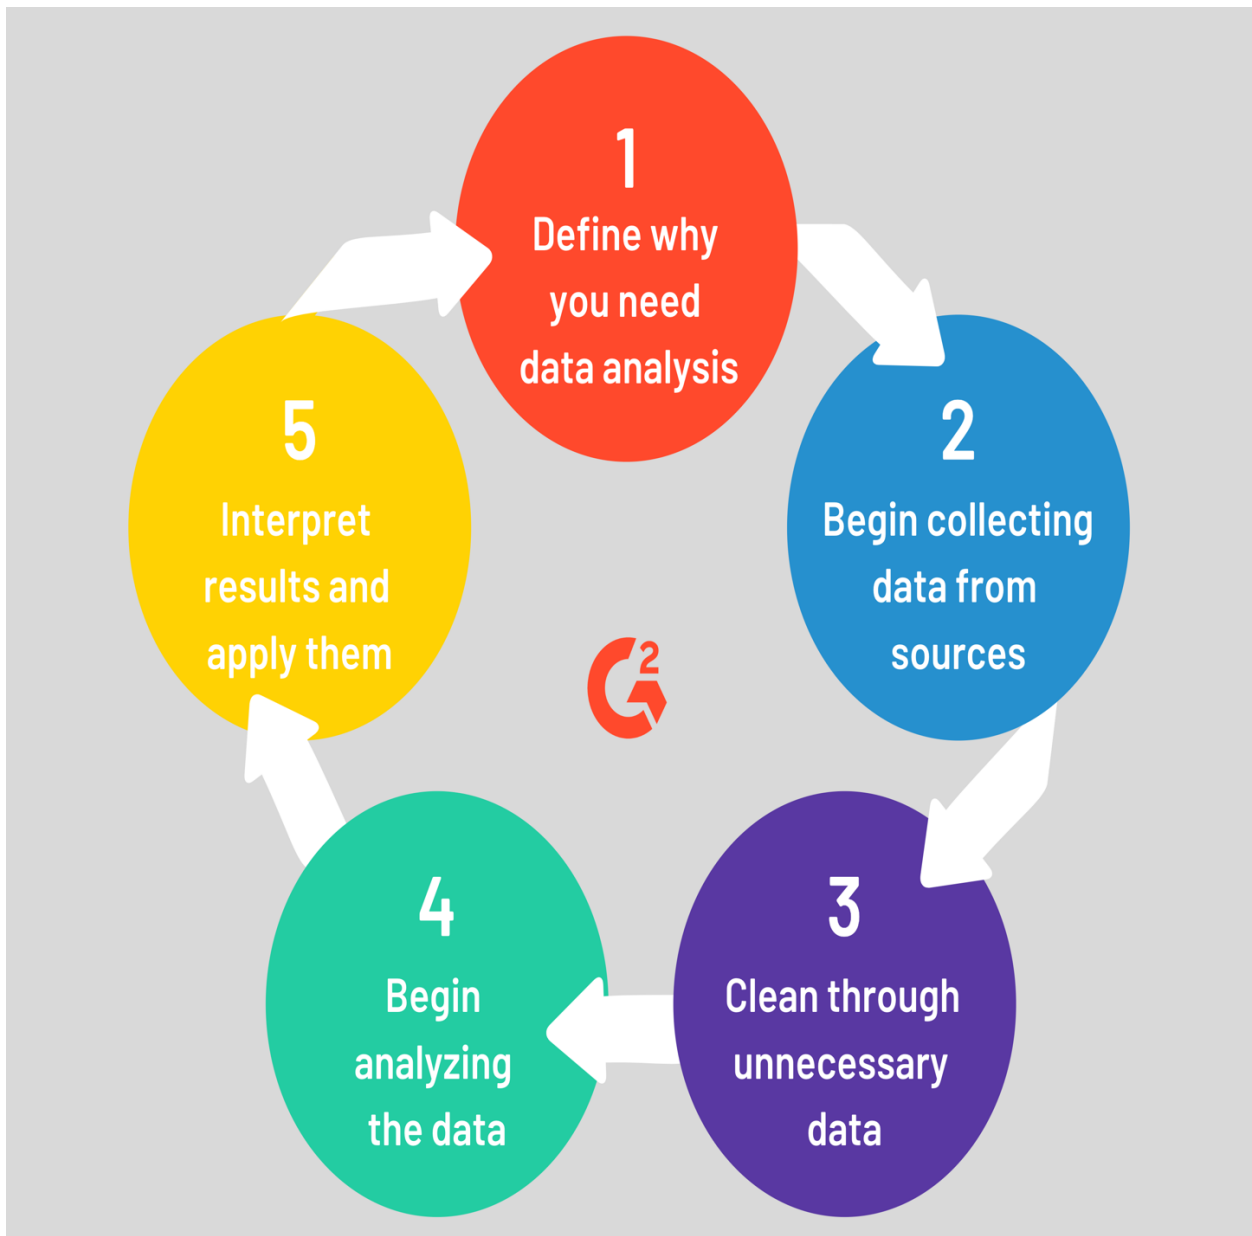 1
Define why
you need
data analysis
2
Begin collecting
data from
sources
3
Clean through
unnecessary
data
4
Begin
analyzing
the data
5
Interpret
results and
apply them
G2